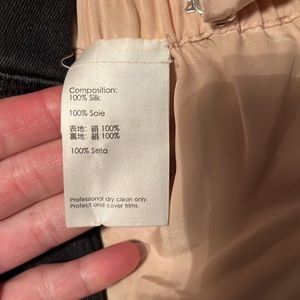 Composition:
100% Silk
100% Soie
表地: 絹 100%
裏地: 絹 100%
100% Seta
Professional dry clean only.
Protect and cover trims.